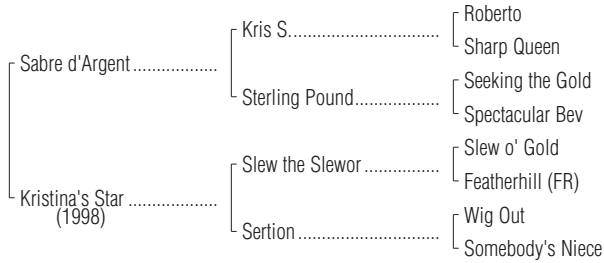 Roberto
Kris S.
Sharp Queen
Sabre d'Argent
Seeking the Gold
Sterling Pound
Spectacular Bev
Slew o' Gold
Slew the Slewor
Featherhill (FR)
Kristina's Star
(1998)
Wig Out
Sertion
Somebody's Niece